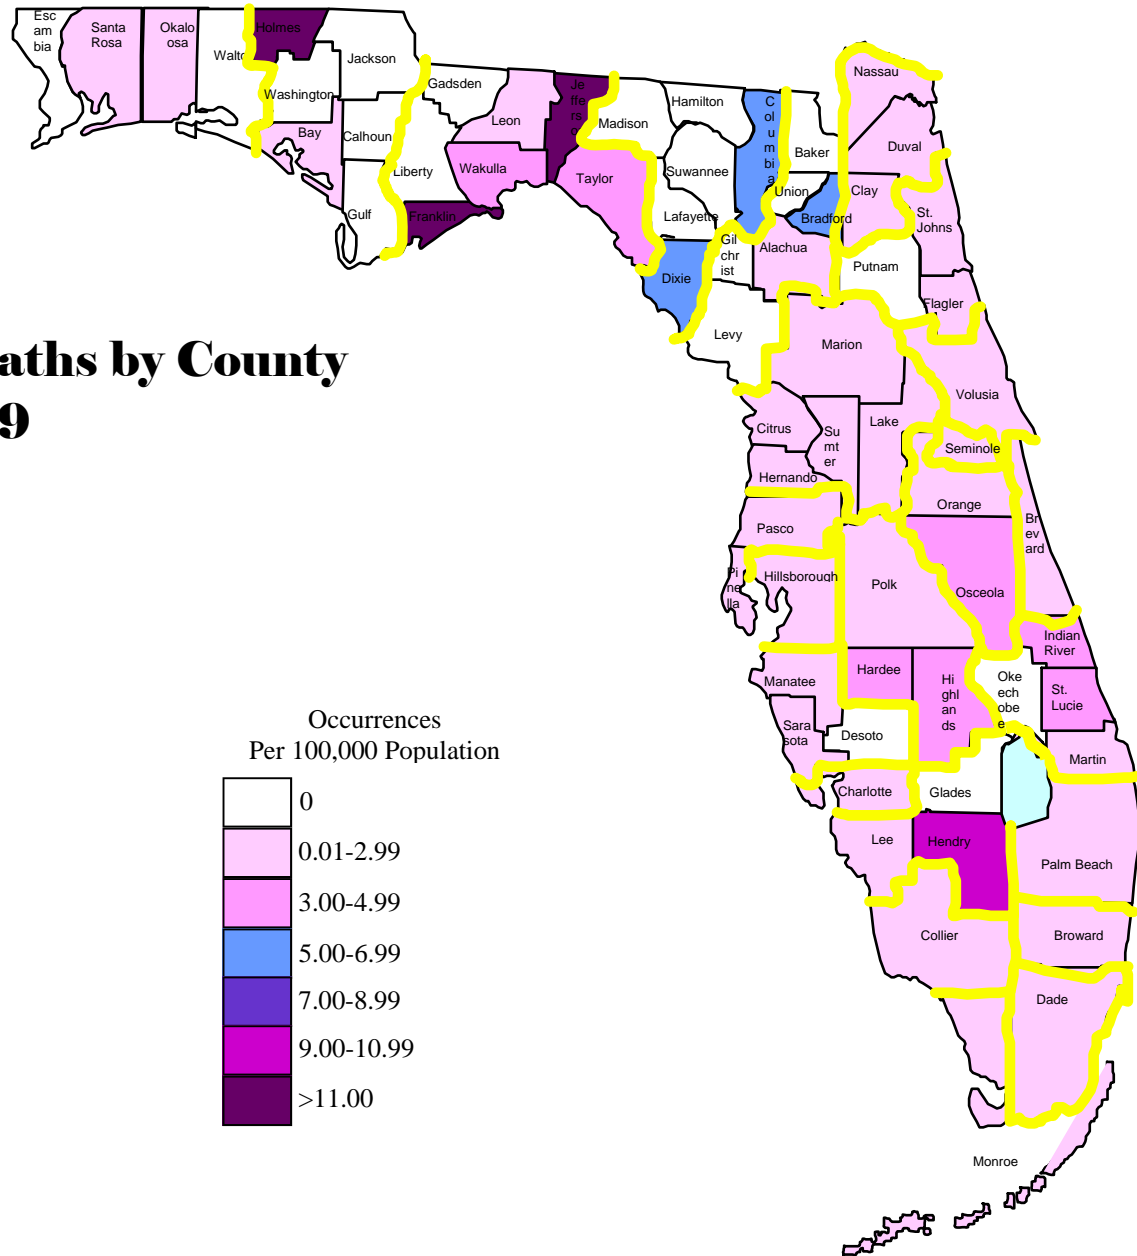 Esc
am
bia
Santa
Rosa
Okalo
osa
Walto
Holmes
Jackson
Washington
Bay
Calhoun
Gulf
Gadsden
Liberty
Franklin
Leon
Wakulla
Je
ffe
rs
o
Madison
Taylor
Hamilton
Suwannee
Lafayette
Dixie
C
ol
u
m
bi
a
Baker
Union
Bradford
Gil
chr
ist
Alachua
Levy
Nassau
Duval
Clay
St.
Johns
Putnam
Flagler
aths by County
9
Marion
Volusia
Citrus
Su
mt
er
Lake
Seminole
Hernando
Orange
Pasco
Br
ev
ard
Pi
ne
lla
Hillsborough
Polk
Osceola
Indian
River
Manatee
Hardee
Hi
ghl
an
ds
Oke
ech
obe
e
St.
Lucie
Sara
sota
Desoto
Martin
Charlotte
Glades
Lee
Hendry
Palm Beach
Collier
Broward
Dade
Monroe
Occurrences
Per 100,000 Population
0
0.01-2.99
3.00-4.99
5.00-6.99
7.00-8.99
9.00-10.99
>11.00